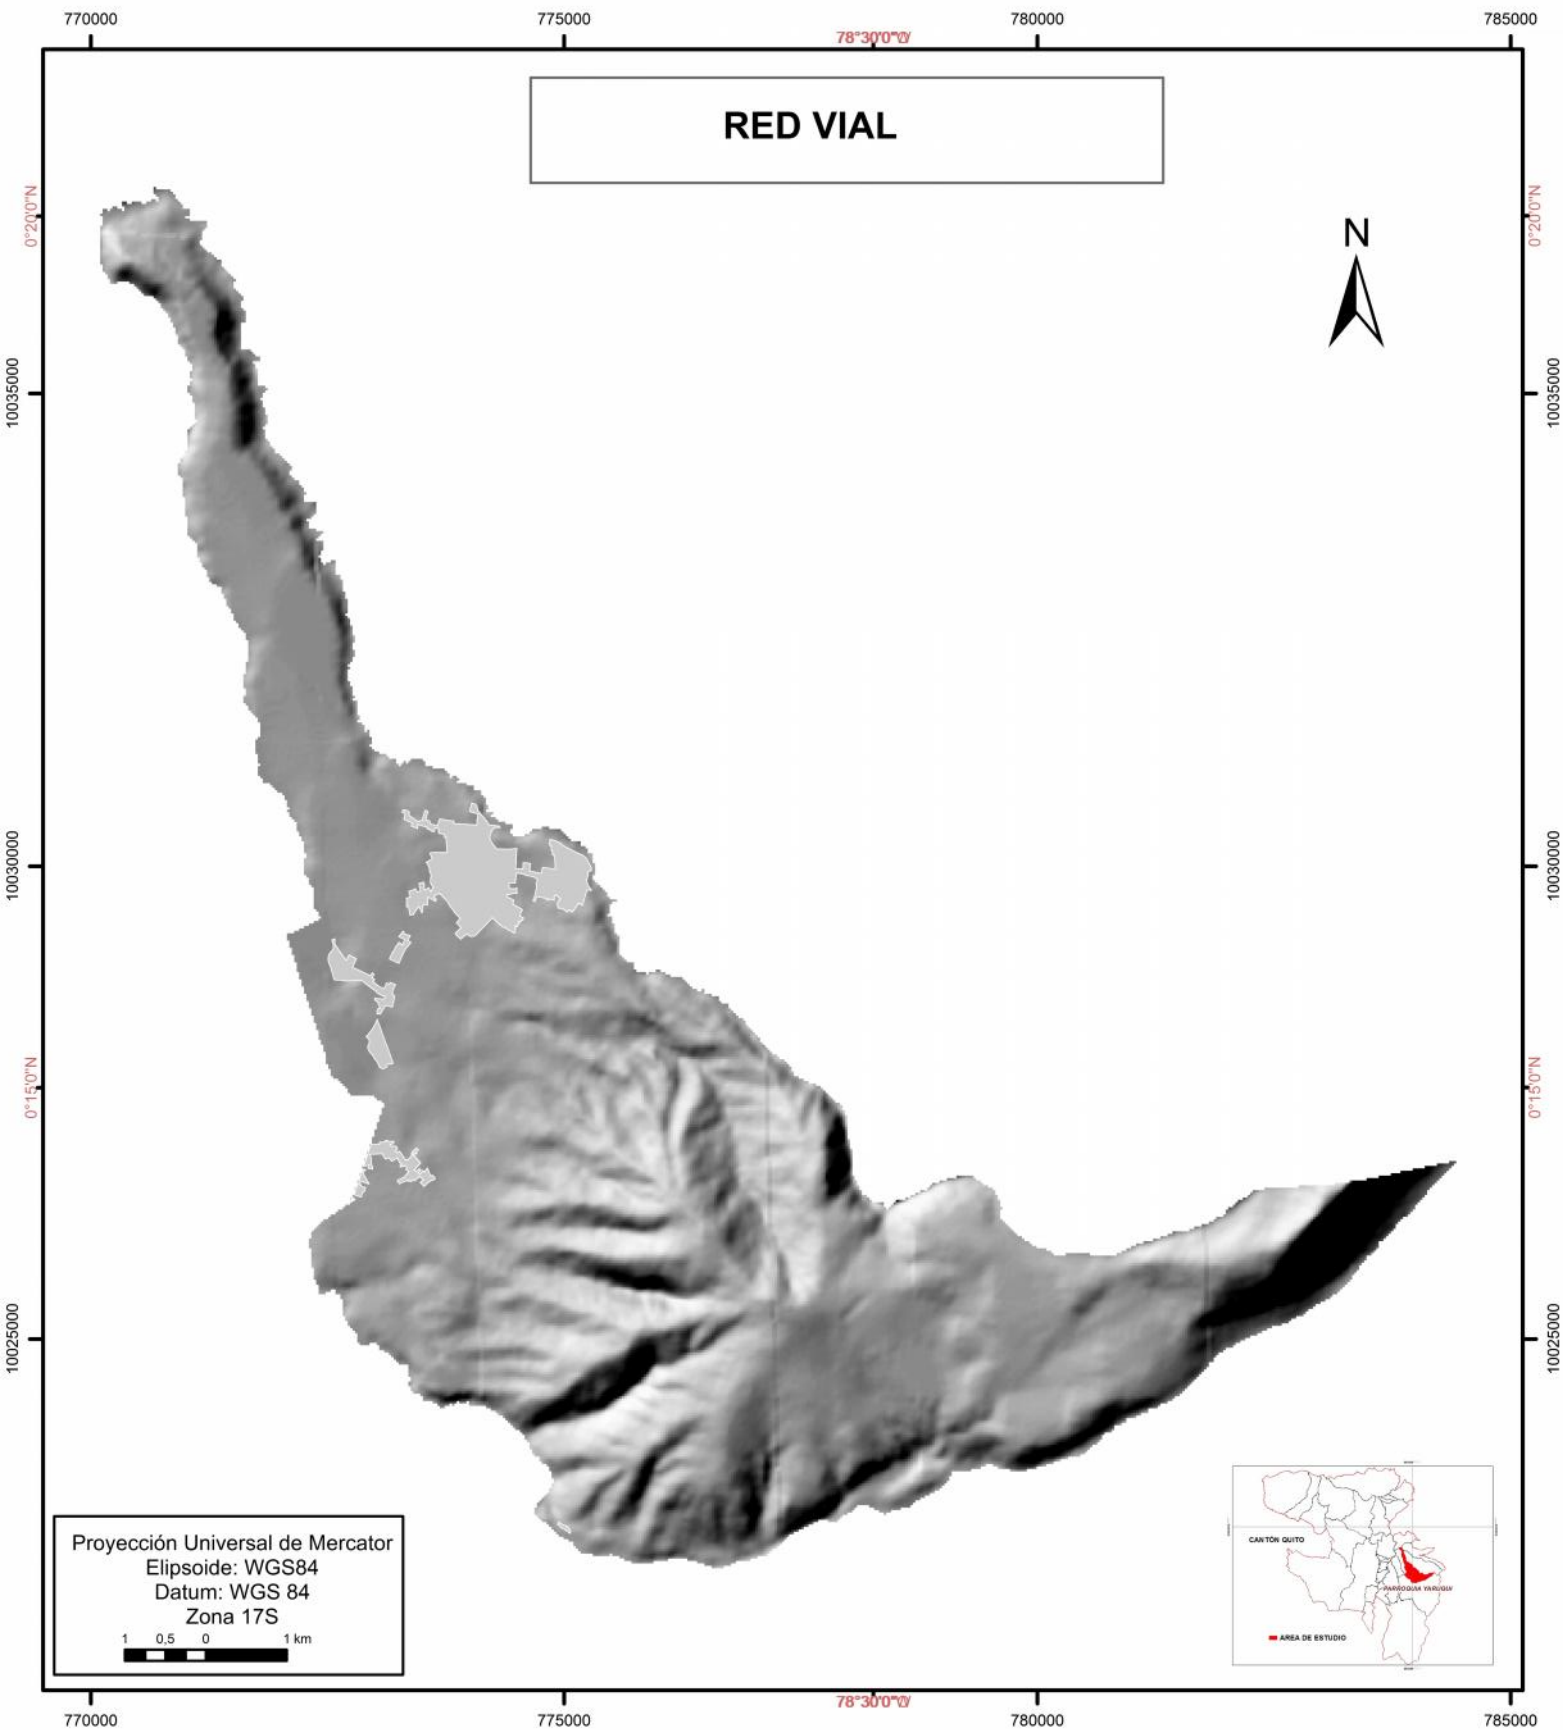 770000
775000
780000
785000
78°30'0"W
RED VIAL
0°20'0"N
0°20'0"N
N
10035000
10035000
10030000
10030000
0°15'0"N
0°15'0"N
10025000
10025000
Proyección Universal de Mercator
Elipsoide: WGS84
Datum: WGS 84
Zona 17S
1 0,5 0 1 km
CANTÓN QUITO
PARROQUIA YARUQUI
AREA DE ESTUDIO
78°30'0"W
770000
775000
780000
785000